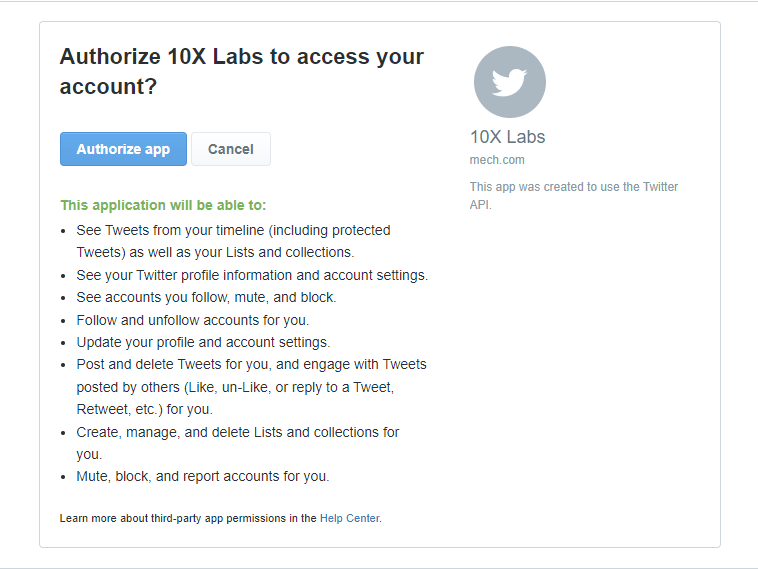 Authorize 10X Labs to access your
account?
Authorize app
Cancel
This application will be able to:
• See Tweets from your timeline (including protected
Tweets) as well as your Lists and collections.
• See your Twitter profile information and account settings.
• See accounts you follow, mute, and block.
• Follow and unfollow accounts for you.
• Update your profile and account settings.
• Post and delete Tweets for you, and engage with Tweets
posted by others (Like, un-Like, or reply to a Tweet,
Retweet, etc.) for you.
• Create, manage, and delete Lists and collections for
you.
• Mute, block, and report accounts for you.
Learn more about third-party app permissions in the Help Center.
10X Labs
mech.com
This app was created to use the Twitter
API.